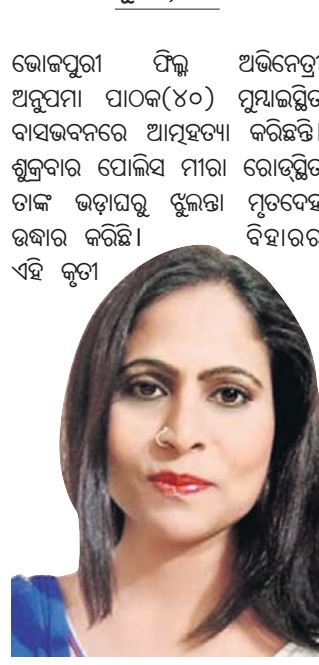 ଭୋଜପୁରୀ ଫିଲ୍ମ ଅଭିନେତ୍ରୀ
ଅନୁପମା ପାଠକ(୪୦) ମୁମ୍ବାଇସ୍ଥିତ
ବାସଭବନରେ ଆତ୍ମହତ୍ୟା କରିଛନ୍ତି।
ଶୁକ୍ରବାର ପୋଲିସ ମୀରା ରୋଡ୍‌ସ୍ଥିତ
ତାଙ୍କ ଭଡ଼ାଘରୁ ଝୁଲନ୍ତା ମୃତଦେହ
ଉଦ୍ଧାର କରିଛି। ବିହାରର
ଏହି କୃତୀ